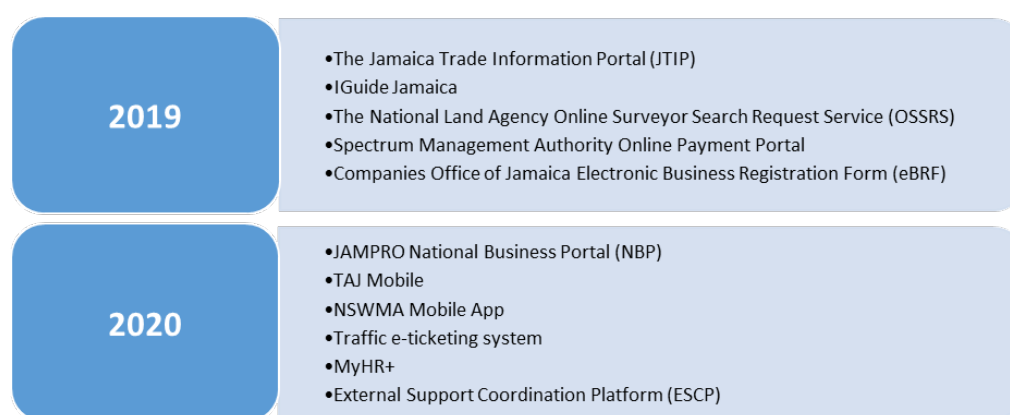 2019
•The Jamaica Trade Information Portal (JTIP)
•IGuide Jamaica
•The National Land Agency Online Surveyor Search Request Service (OSSRS)
•Spectrum Management Authority Online Payment Portal
•Companies Office of Jamaica Electronic Business Registration Form (eBRF)
2020
•JAMPRO National Business Portal (NBP)
•TAJ Mobile
•NSWMA Mobile App
•Traffic e-ticketing system
•MyHR+
•External Support Coordination Platform (ESCP)